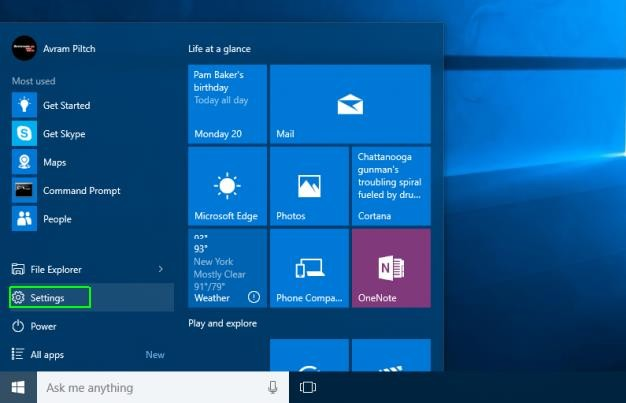 Avram Piltch
Most used
Get Started
Get Skype
Maps
Command Prompt
People
File Explorer
Settings
Power
All apps
New
Life at a glance
Pam Baker's
birthday
Today all day
Monday 20
Mail
Microsoft Edge
Photos
Chattanooga
gunman's
troubling spiral
fueled by dru...
Cortana
93°
93°
New York
Mostly Clear
91°/79°
Weather
Phone Compa...
N
OneNote
Play and explore
Ask me anything